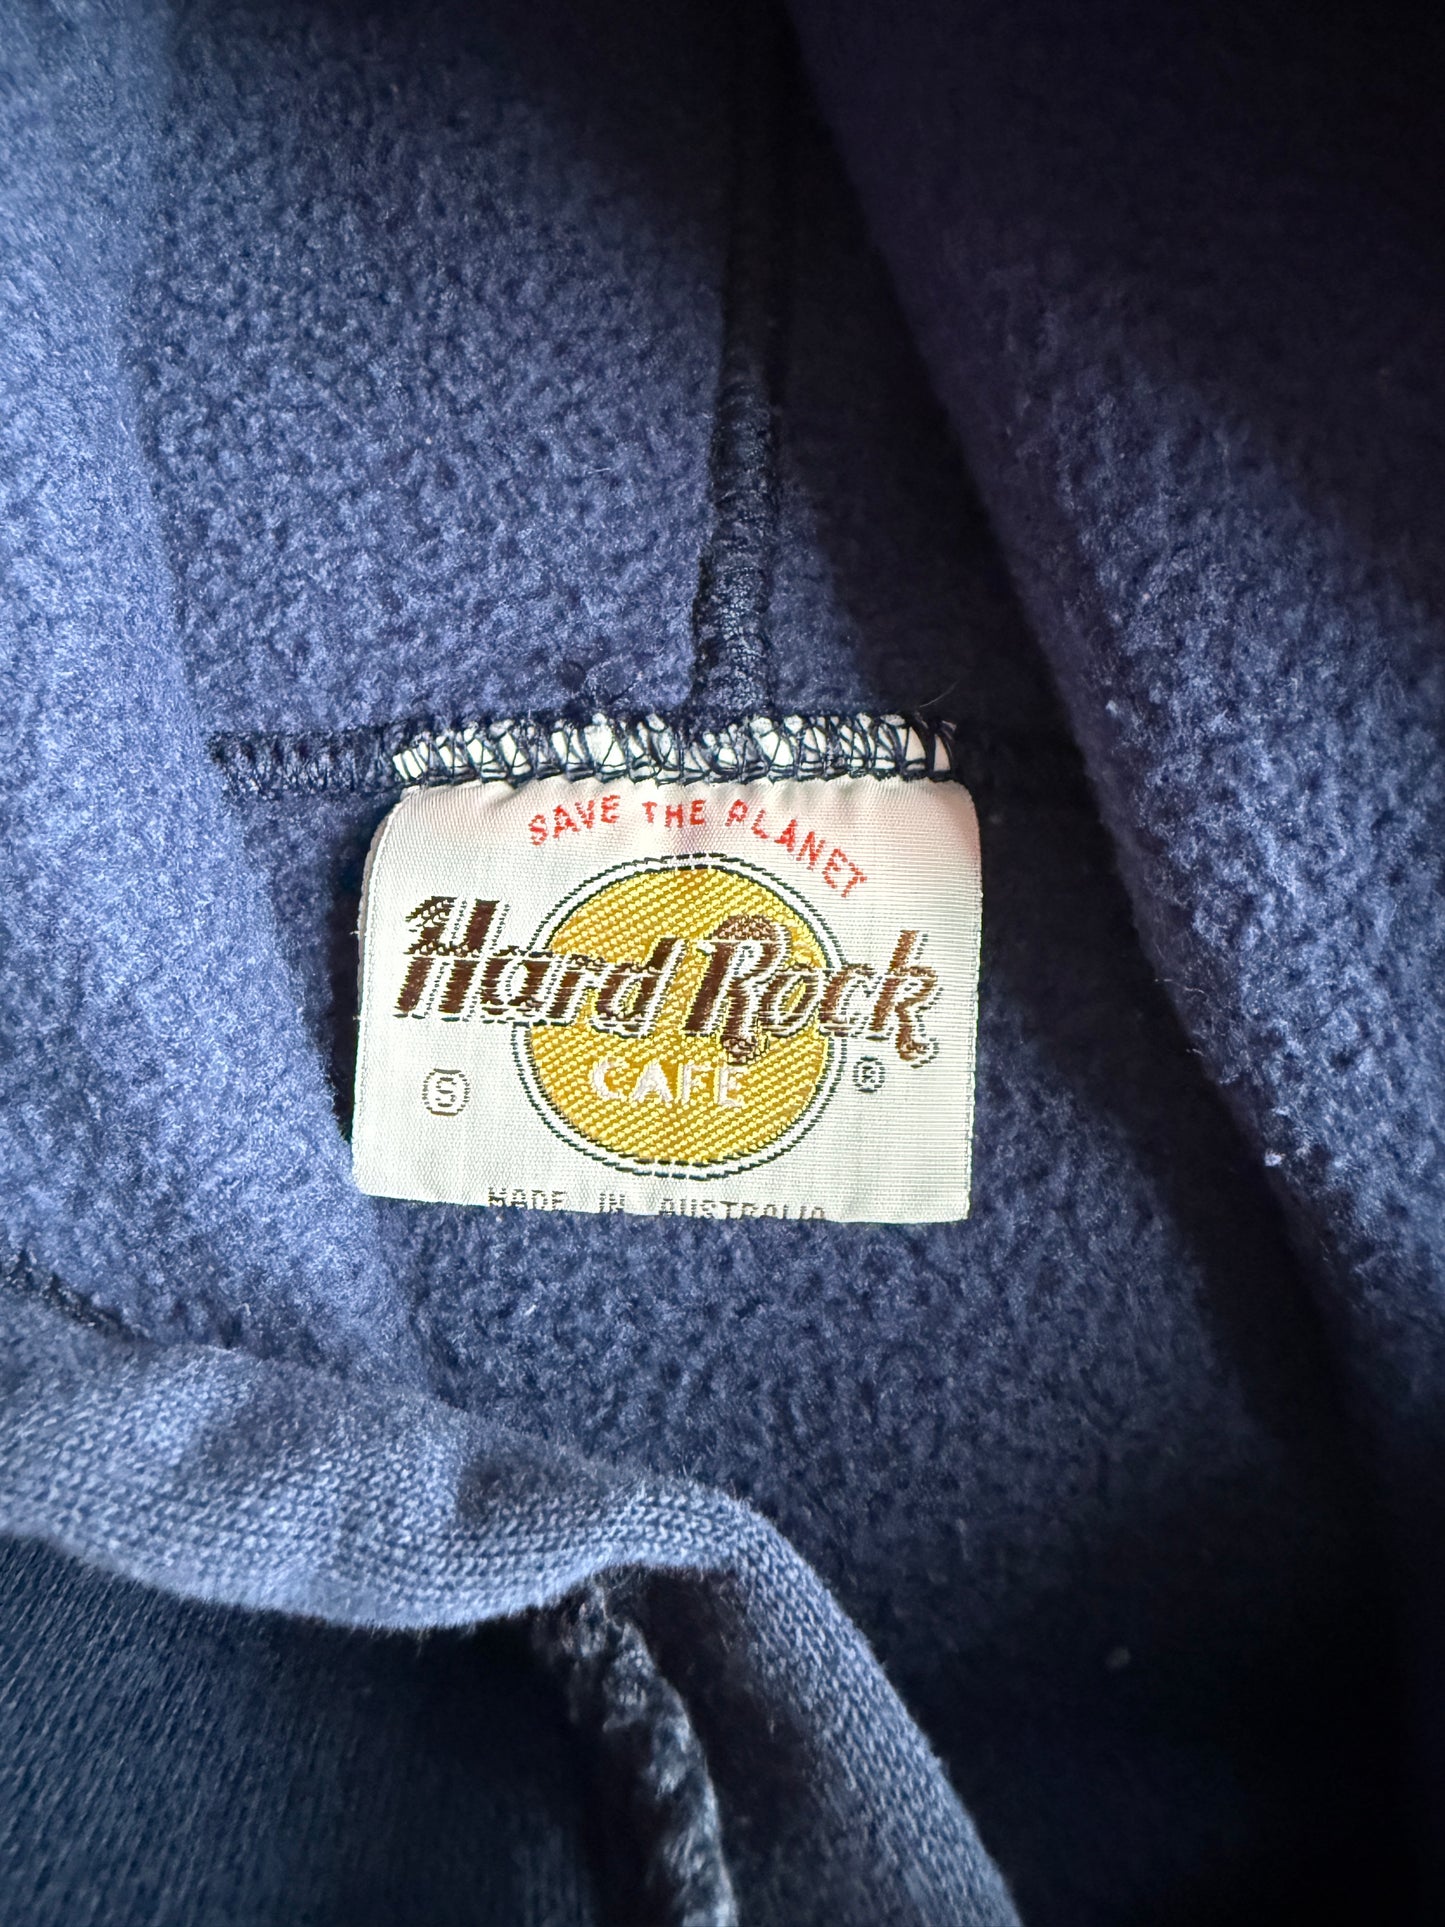 SAVE THE PLANET
Hard Rock
CAFE
S ®
MADE IN AUSTRALIA